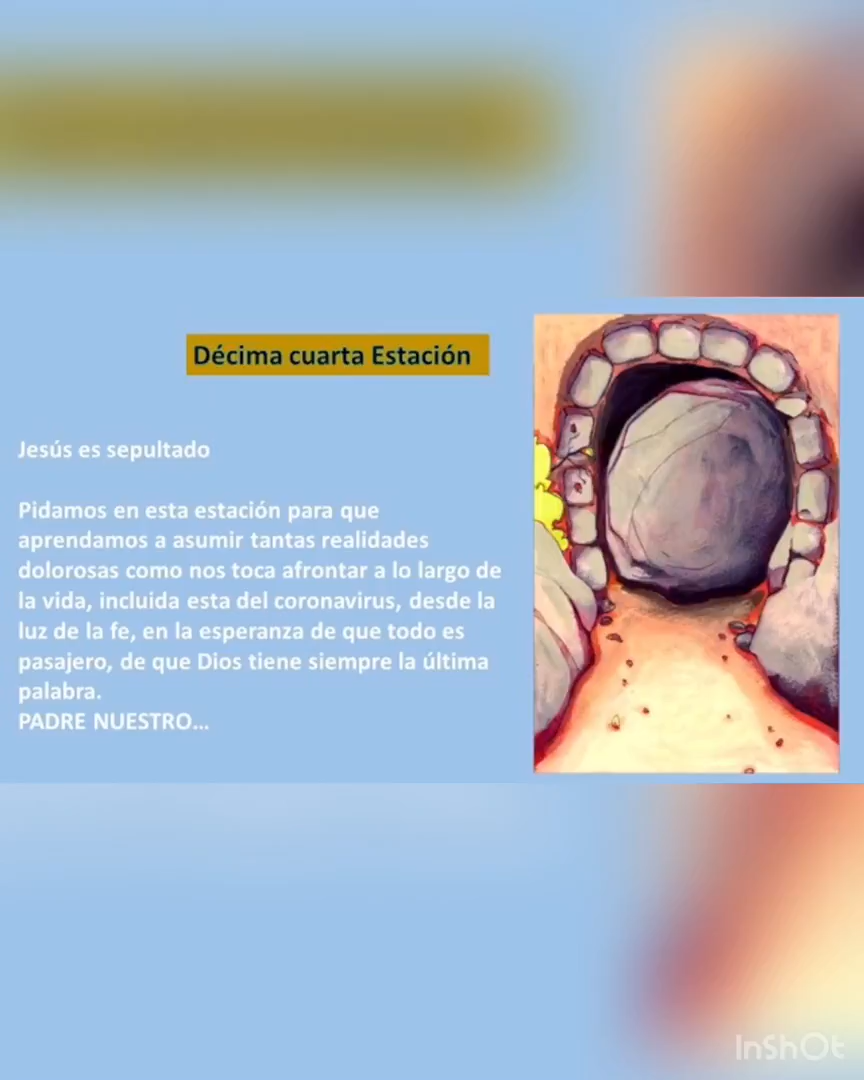 Décima cuarta Estación
Jesús es sepultado
Pidamos en esta estación para que
aprendamos a asumir tantas realidades
dolorosas como nos toca afrontar a lo largo de
la vida, incluida esta del coronavirus, desde la
luz de la fe, en la esperanza de que todo es
pasajero, de que Dios tiene siempre la última
palabra.
PADRE NUESTRO...
InShOt